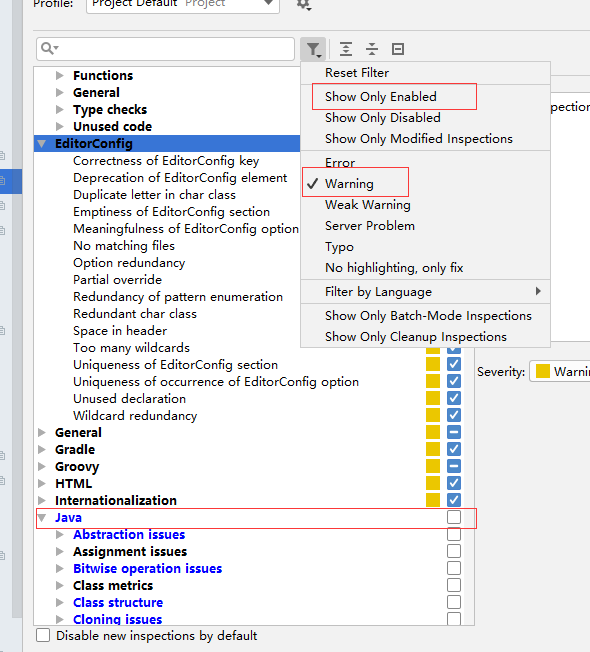 Profile: Project Default Project
Reset Filter
Show Only Enabled
Show Only Disabled
Show Only Modified Inspections
Error
Warning
Weak Warning
Server Problem
Typo
No highlighting, only fix
Filter by Language
Show Only Batch-Mode Inspections
Show Only Cleanup Inspections
Functions
General
Type checks
Unused code
EditorConfig
Correctness of EditorConfig key
Deprecation of EditorConfig element
Duplicate letter in char class
Emptiness of EditorConfig section
Meaningfulness of EditorConfig option
No matching files
Option redundancy
Partial override
Redundancy of pattern enumeration
Redundant char class
Space in header
Too many wildcards
Uniqueness of EditorConfig section
Uniqueness of occurrence of EditorConfig option
Unused declaration
Wildcard redundancy
General
Gradle
Groovy
HTML
Internationalization
Java
Abstraction issues
Assignment issues
Bitwise operation issues
Class metrics
Class structure
Cloning issues
Disable new inspections by default
pection
Severity: Warnin